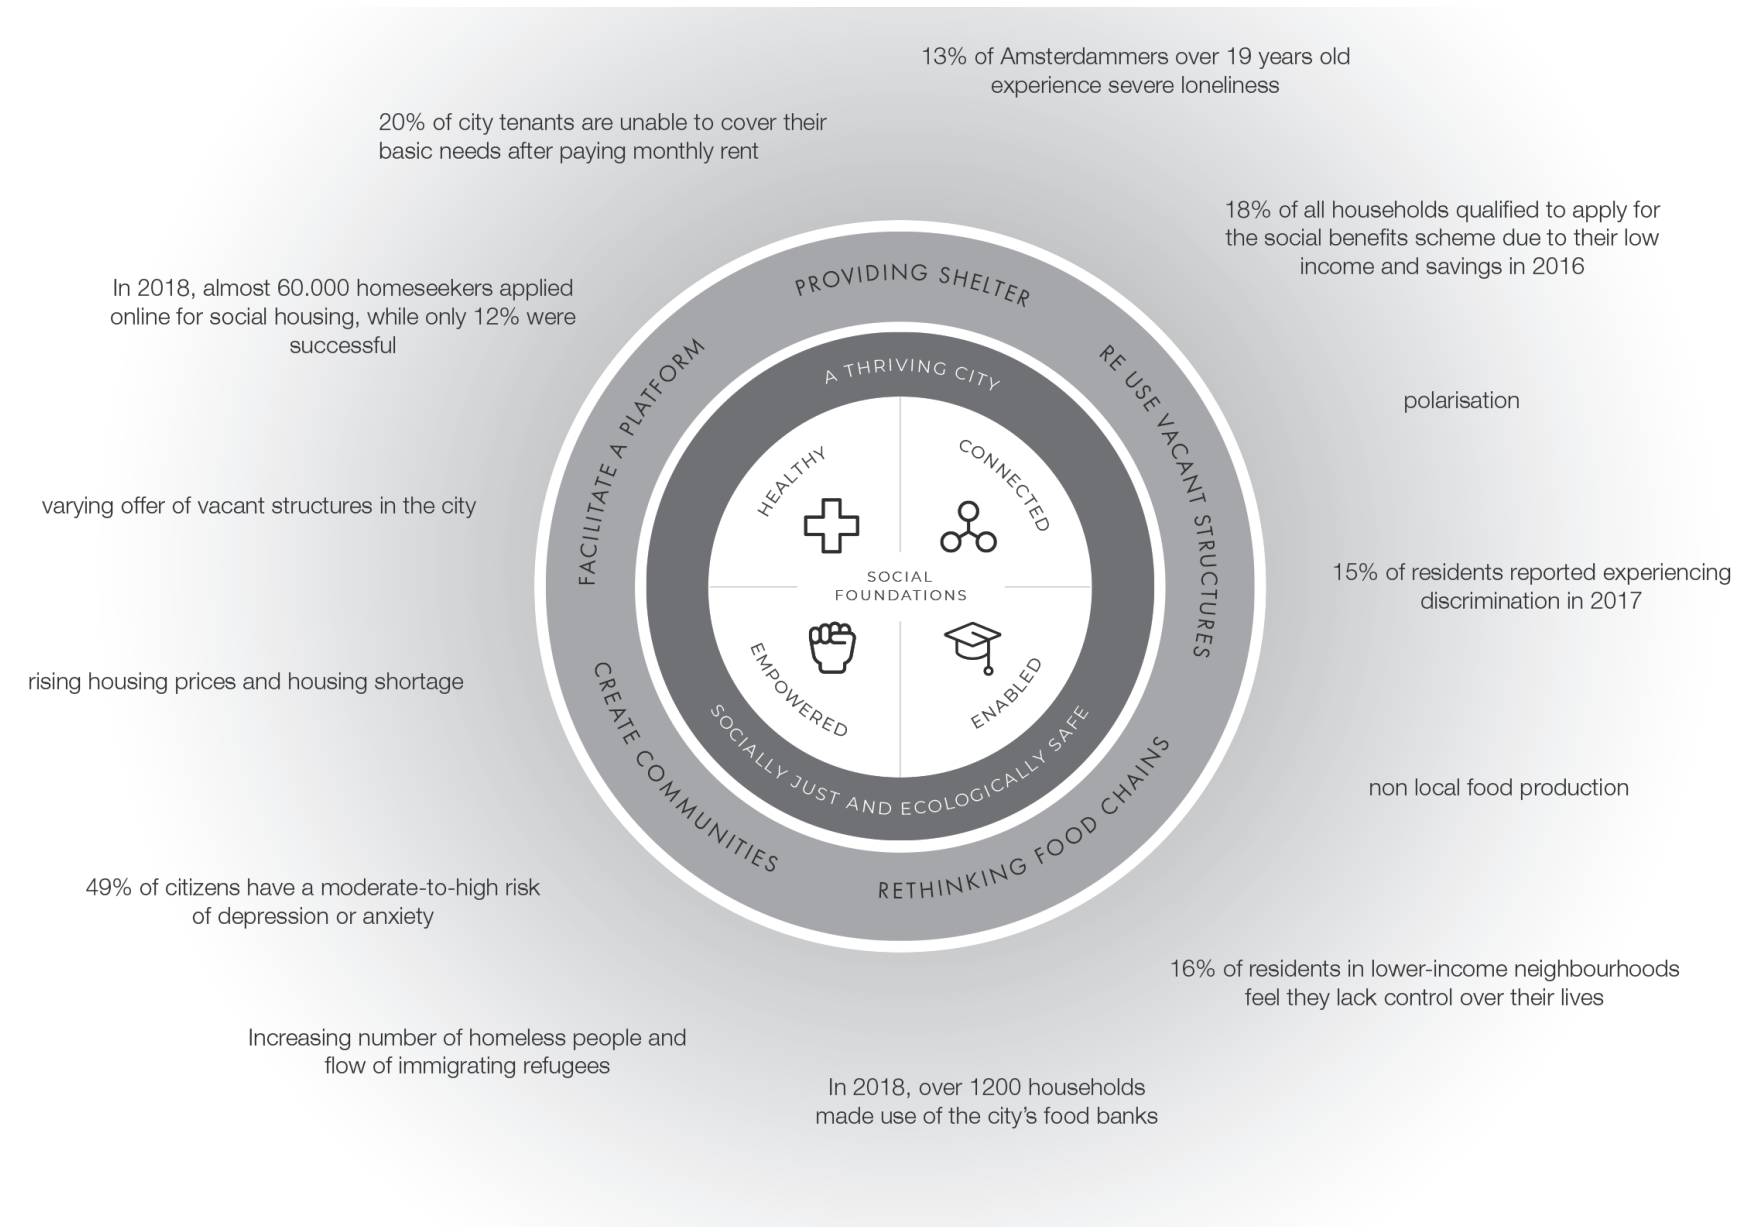 13% of Amsterdammers over 19 years old
experience severe loneliness
20% of city tenants are unable to cover their
basic needs after paying monthly rent
18% of all households qualified to apply for
the social benefits scheme due to their low
income and savings in 2016
In 2018, almost 60.000 homeseekers applied
online for social housing, while only 12% were
successful
polarisation
varying offer of vacant structures in the city
15% of residents reported experiencing
discrimination in 2017
rising housing prices and housing shortage
non local food production
49% of citizens have a moderate-to-high risk
of depression or anxiety
16% of residents in lower-income neighbourhoods
feel they lack control over their lives
Increasing number of homeless people and
flow of immigrating refugees
In 2018, over 1200 households
made use of the city’s food banks
PROVIDING SHELTER
RE USE VACANT STRUCTURES
RETHINKING FOOD CHAINS
CREATE COMMUNITIES
FACILITATE A PLATFORM
A THRIVING CITY
SOCIALLY JUST AND ECOLOGICALLY SAFE
HEALTHY
CONNECTED
SOCIAL
FOUNDATIONS
EMPOWERED
ENABLED